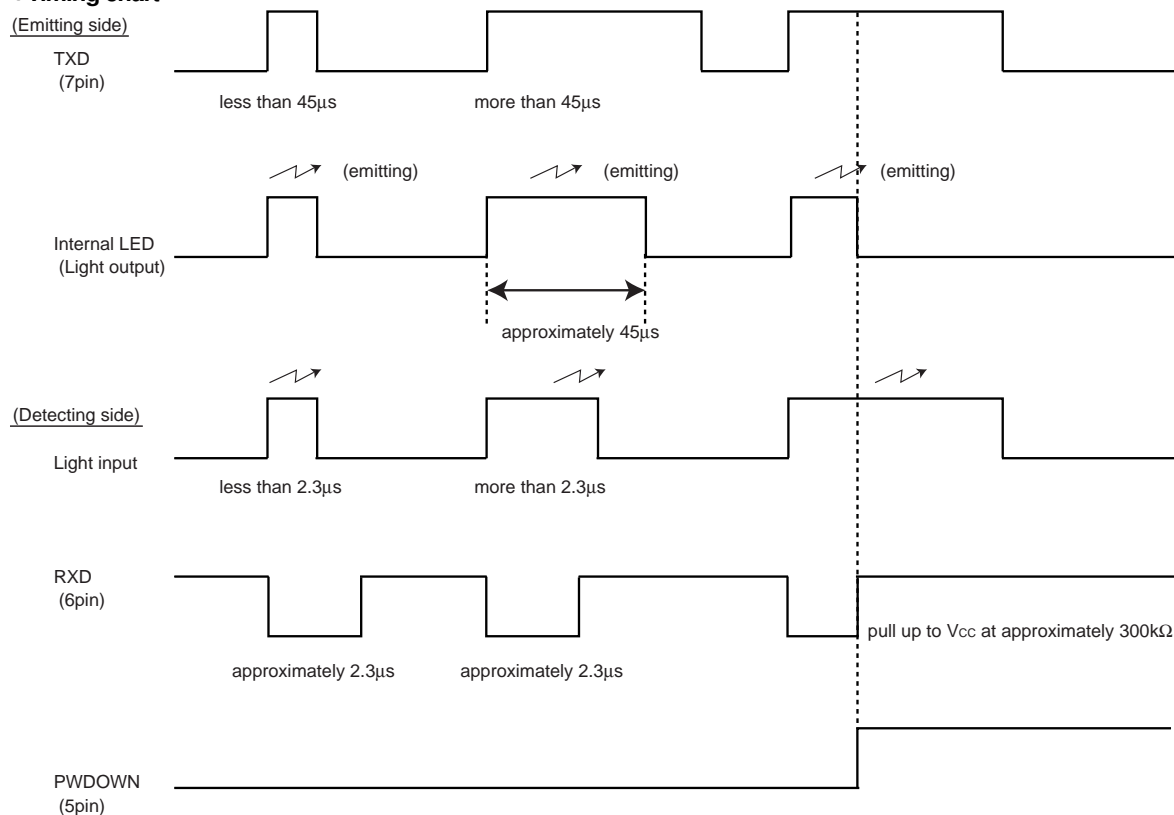 Timing chart
(Emitting side)
TXD
(7pin)
less than 45μs
more than 45μs
(emitting)
(emitting)
(emitting)
Internal LED
(Light output)
approximately 45μs
(Detecting side)
Light input
less than 2.3μs
more than 2.3μs
RXD
(6pin)
pull up to Vcc at approximately 300kΩ
approximately 2.3μs
approximately 2.3μs
PWDOWN
(5pin)